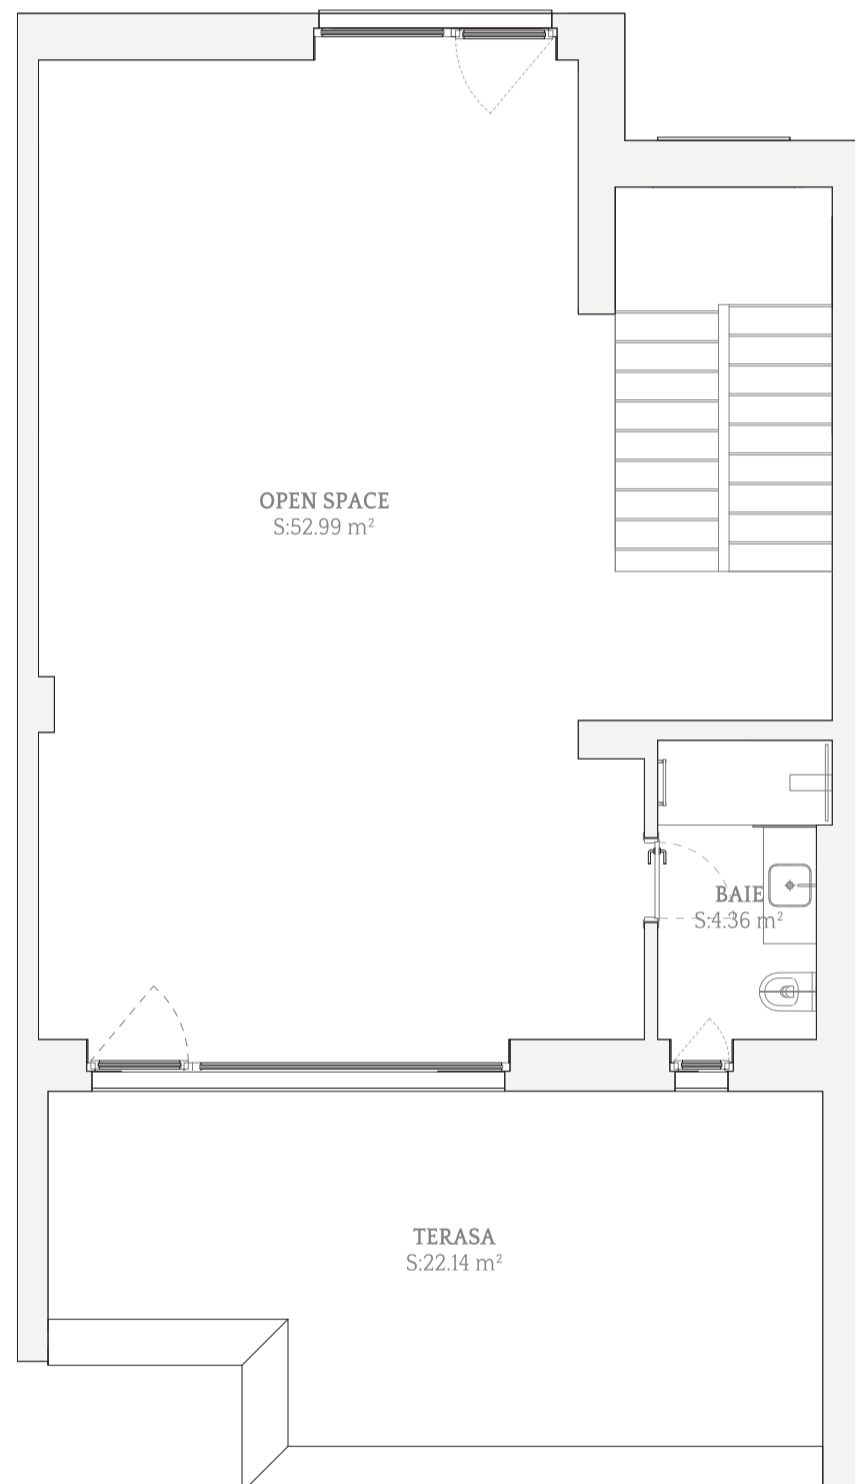 OPEN SPACE
S:52.99 m²
BAIE
S:4.36 m²
TERASA
S:22.14 m²